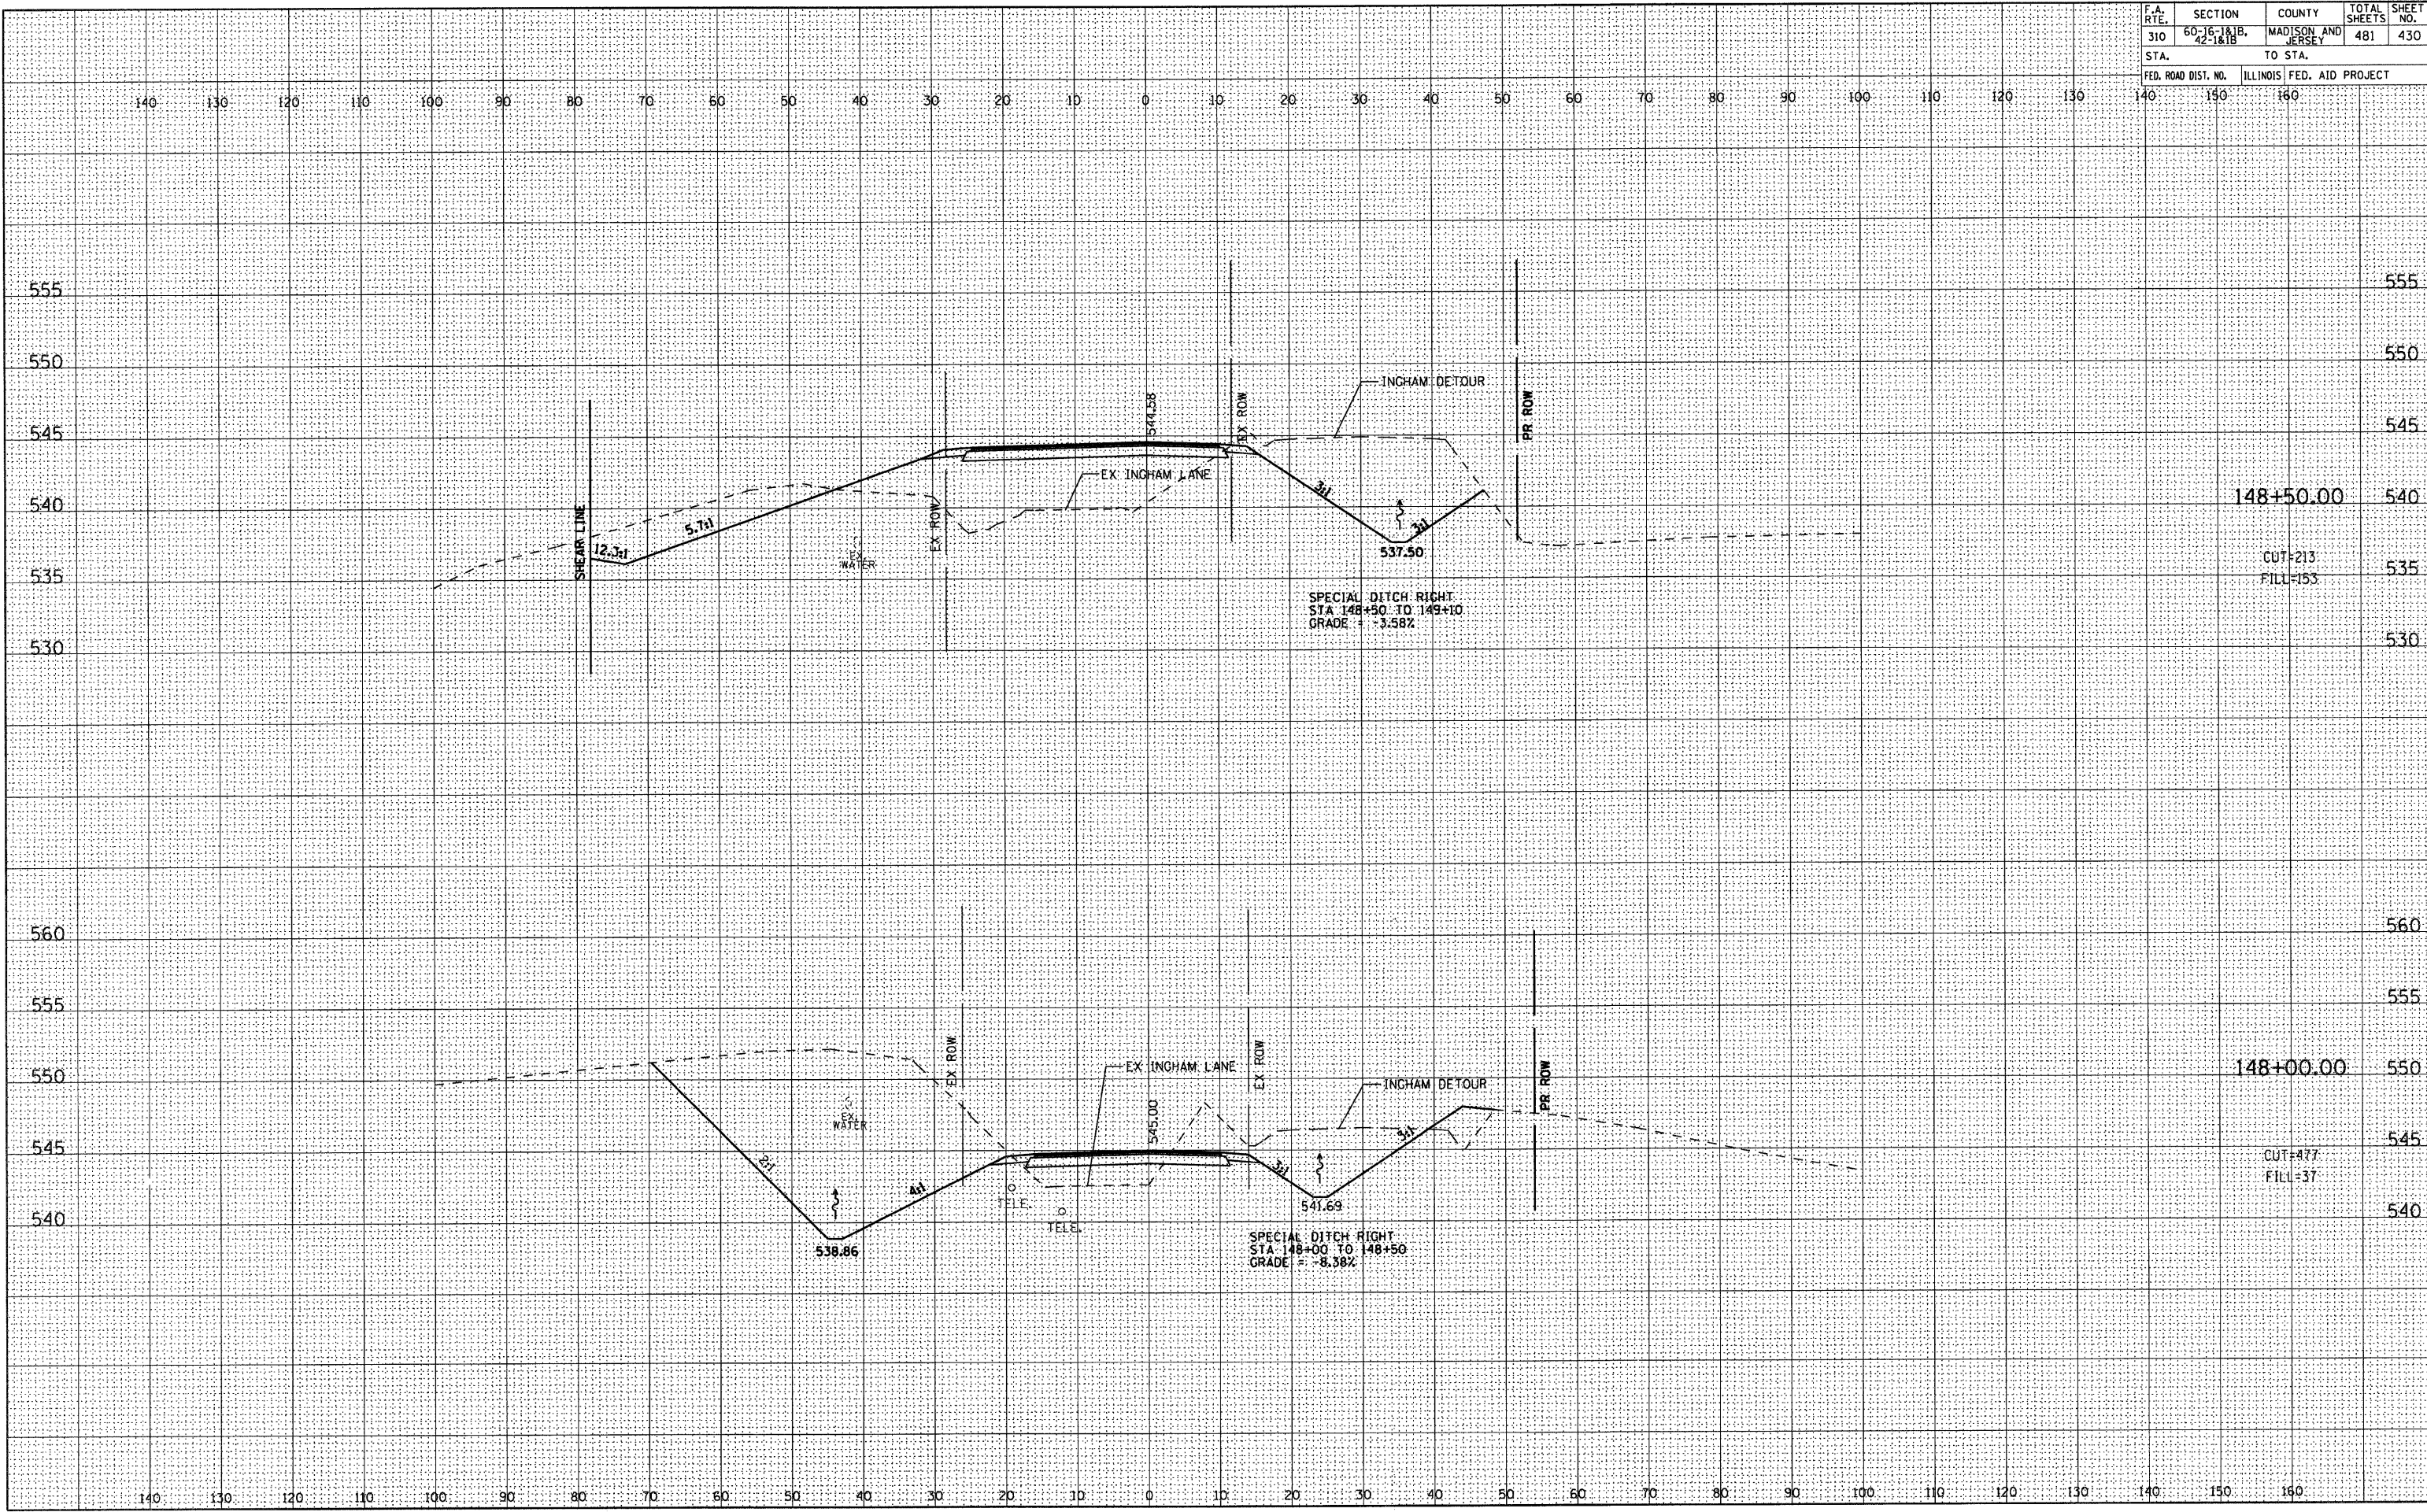 F.A. RTE. SECTION COUNTY TOTAL SHEETS SHEET NO.
310 60-16-1&1B, 42-1&1B MADISON AND JERSEY 481 430
STA. TO STA.
FED. ROAD DIST. NO. ILLINOIS FED. AID PROJECT
140 130 120 110 100 90 80 70 60 50 40 30 20 10 0 10 20 30 40 50 60 70 80 90 100 110 120 130 140 150 160
555 555
550 550
INGHAM DETOUR
544.58
EX ROW
PR ROW
545 545
EX INGHAM LANE
3:1
148+50.00
540 540
SHEAR LINE
5.7:1
EX ROW
3:1
12.3:1
EX. WATER
537.50
CUT=213
535 535
FILL=153
SPECIAL DITCH RIGHT
STA 148+50 TO 149+10
GRADE = -3.58%
530 530
560 560
555 555
EX ROW
EX INGHAM LANE
EX ROW
148+00.00
550 550
INGHAM DETOUR
PR ROW
EX. WATER
545.00
545 545
2:1
4:1
3:1
3:1
CUT=477
FILL=37
TELE.
TELE.
541.69
540 540
538.86
SPECIAL DITCH RIGHT
STA 148+00 TO 148+50
GRADE = -8.38%
140 130 120 110 100 90 80 70 60 50 40 30 20 10 0 10 20 30 40 50 60 70 80 90 100 110 120 130 140 150 160